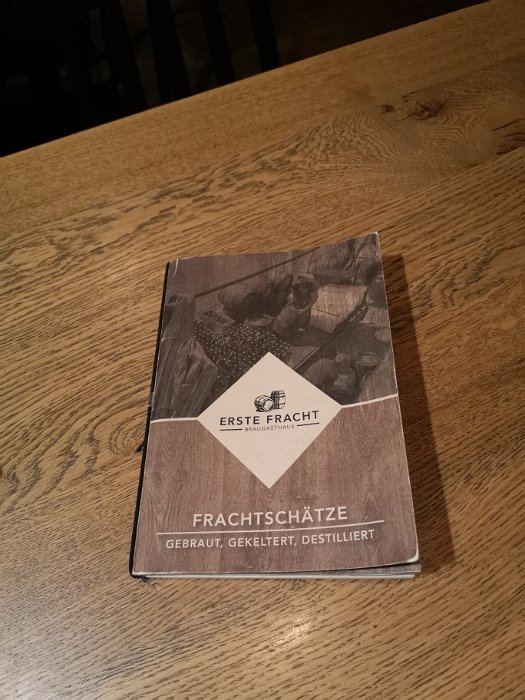 ERSTE FRACHT
BRAUGASTHAUS
FRACHTSCHÄTZE
GEBRAUT, GEKELTERT, DESTILLIERT